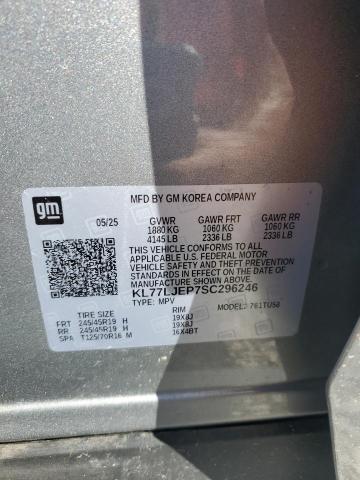 gm
MFD BY GM KOREA COMPANY
05/25 GVWR GAWR FRT GAWR RR
1880 KG 1060 KG 1060 KG
4145 LB 2336 LB 2336 LB
THIS VEHICLE CONFORMS TO ALL
APPLICABLE U.S. FEDERAL MOTOR
VEHICLE SAFETY AND THEFT
PREVENTION STANDARDS IN EFFECT
ON THE DATE OF MANUFACTURE
SHOWN ABOVE.
KL77LJEP7SC296246
TYPE: MPV
TIRE SIZE RIM MODEL:
FRT 245/45R19 H 19X8J
RR 245/45R19 H 19X8J
SPA T125/70R16 M 16X4BT